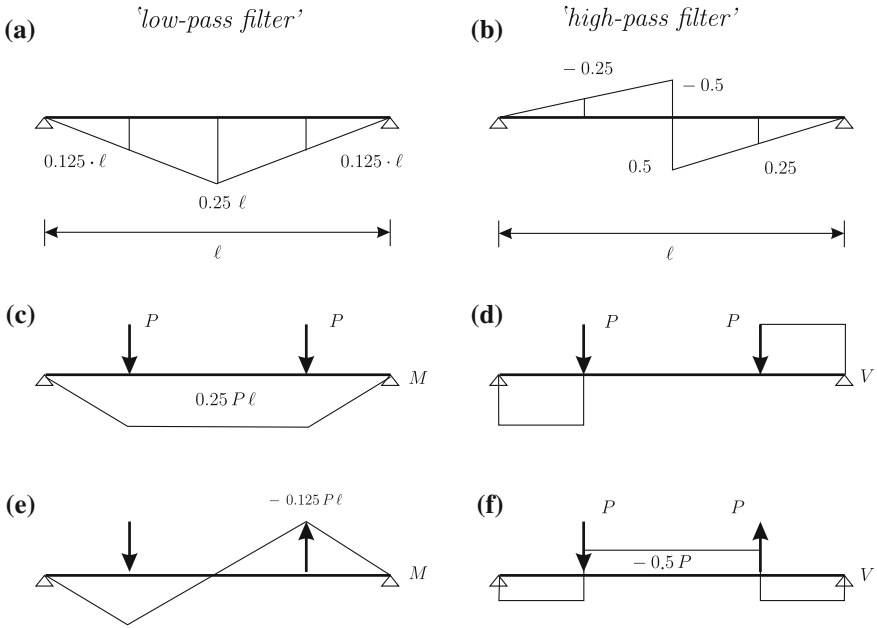 'low-pass filter'
'high-pass filter'
(a)
0.125 · ℓ
0.125 · ℓ
0.25 ℓ
ℓ
(b)
− 0.25
− 0.5
0.5
0.25
ℓ
(c)
P
P
M
0.25 P ℓ
(d)
P
P
V
(e)
− 0.125 P ℓ
M
(f)
P
P
− 0.5 P
V